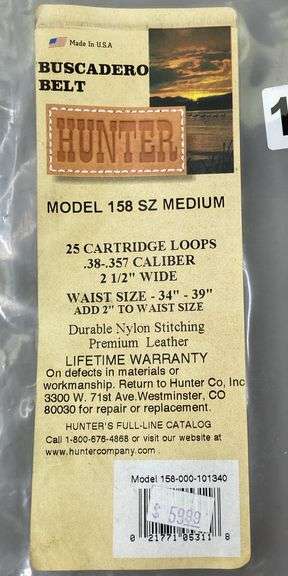 Made In U.S.A
BUSCADERO
BELT
HUNTER
MODEL 158 SZ MEDIUM
25 CARTRIDGE LOOPS
.38-.357 CALIBER
2 1/2" WIDE
WAIST SIZE - 34" - 39"
ADD 2" TO WAIST SIZE
Durable Nylon Stitching
Premium Leather
LIFETIME WARRANTY
On defects in materials or
workmanship. Return to Hunter Co, Inc
3300 W. 71st Ave.Westminster, CO
80030 for repair or replacement.
HUNTER'S FULL-LINE CATALOG
Call 1-800-676-4868 or visit our website at
www.huntercompany.com
Model 158-000-101340
$ 5999
0 21771 05311 8
1